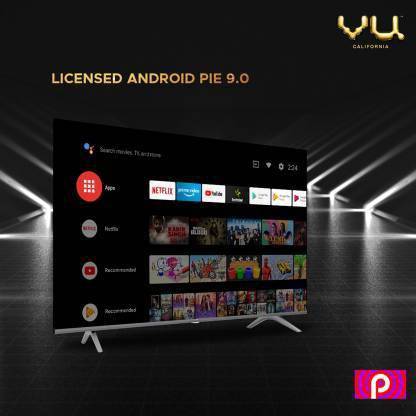 VU
CALIFORNIA
LICENSED ANDROID PIE 9.0
Search movies, TV, and more
2:24
Apps
NETFLIX
prime video
YouTube
Netflix
Recommended
Recommended
P